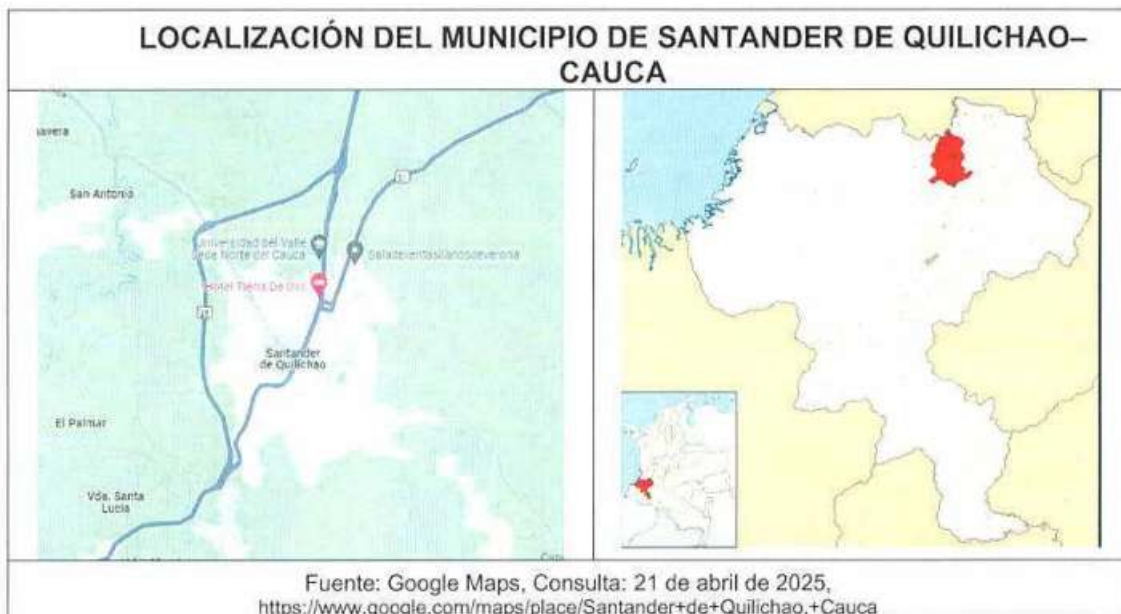 LOCALIZACIÓN DEL MUNICIPIO DE SANTANDER DE QUILICHAO–
CAUCA
San Antonio
Universidad del Valle
Sede Norte del Cauca
Saladeventasllanosdeverona
Hotel Tierra De Oro
Santander
de Quilichao
El Palmar
Vda. Santa
Lucia
Fuente: Google Maps, Consulta: 21 de abril de 2025,
https://www.google.com/maps/place/Santander+de+Quilichao,+Cauca